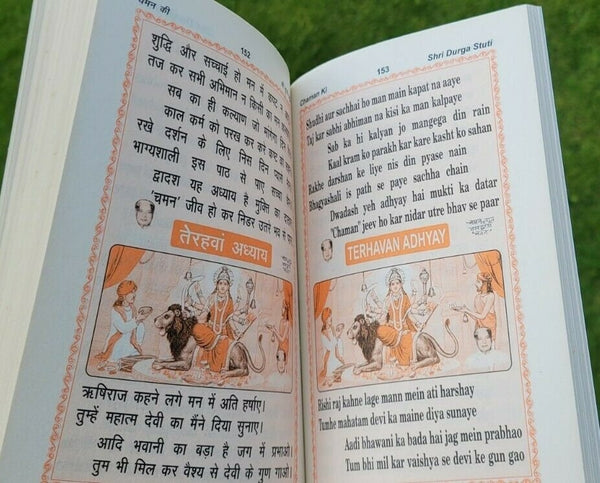 चमन की
152
शुद्धि और सच्चाई हो मन में
तज कर सभी अभिमान न किसी का
सब का ही कल्याण जो
काल कर्म को परख कर करे
रखे दर्शन के लिए निस दिन
भाग्यशाली इस पाठ से पाए
द्वादश यह अध्याय है मुक्ति का
'चमन' जीव हो कर निडर उतरे भव से
तेरहवां अध्याय
ऋषिराज कहने लगे मन में अति हर्षाए।
तुम्हें महात्म देवी का मैंने दिया सुनाए।
आदि भवानी का बड़ा है जग में प्रभाओ।
तुम भी मिल कर वैश्य से देवी के गुण गाओ।
Chaman Ki
153
Shri Durga Stuti
Shudhi aur sachhai ho man main kapat na aaye
Taj kar sabhi abhiman na kisi ka man kalpaye
Sab ka hi kalyan jo mangega din rain
Kaal kram ko parakh kar kare kasht ko sahan
Rakhe darshan ke liye nis din pyase nain
Bhagyashali is path se paye sachha chain
Dwadash yeh adhyay hai mukti ka datar
'Chaman' jeev ho kar nidar utre bhav se paar
TERHAVAN ADHYAY
Rishi raj kahne lage mann mein ati harshay
Tumhe mahatam devi ka maine diya sunaye
Aadi bhawani ka bada hai jag mein prabhao
Tum bhi mil kar vaishya se devi ke gun gao